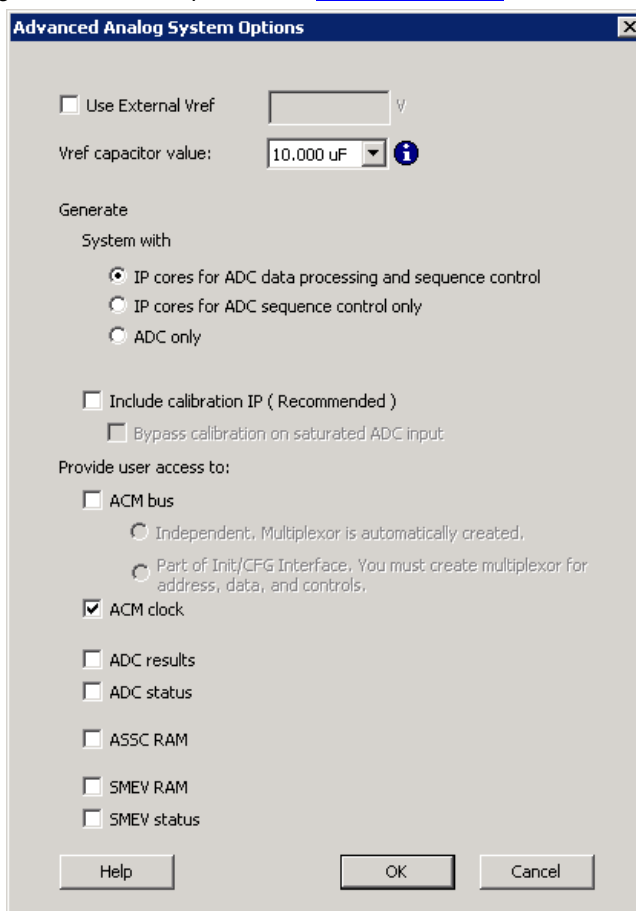 Advanced Analog System Options
Use External Vref V
Vref capacitor value: 10.000 uF
Generate
System with
IP cores for ADC data processing and sequence control
IP cores for ADC sequence control only
ADC only
Include calibration IP ( Recommended )
Bypass calibration on saturated ADC input
Provide user access to:
ACM bus
Independent. Multiplexor is automatically created.
Part of Init/CFG Interface. You must create multiplexor for
address, data, and controls.
ACM clock
ADC results
ADC status
ASSC RAM
SMEV RAM
SMEV status
Help OK Cancel